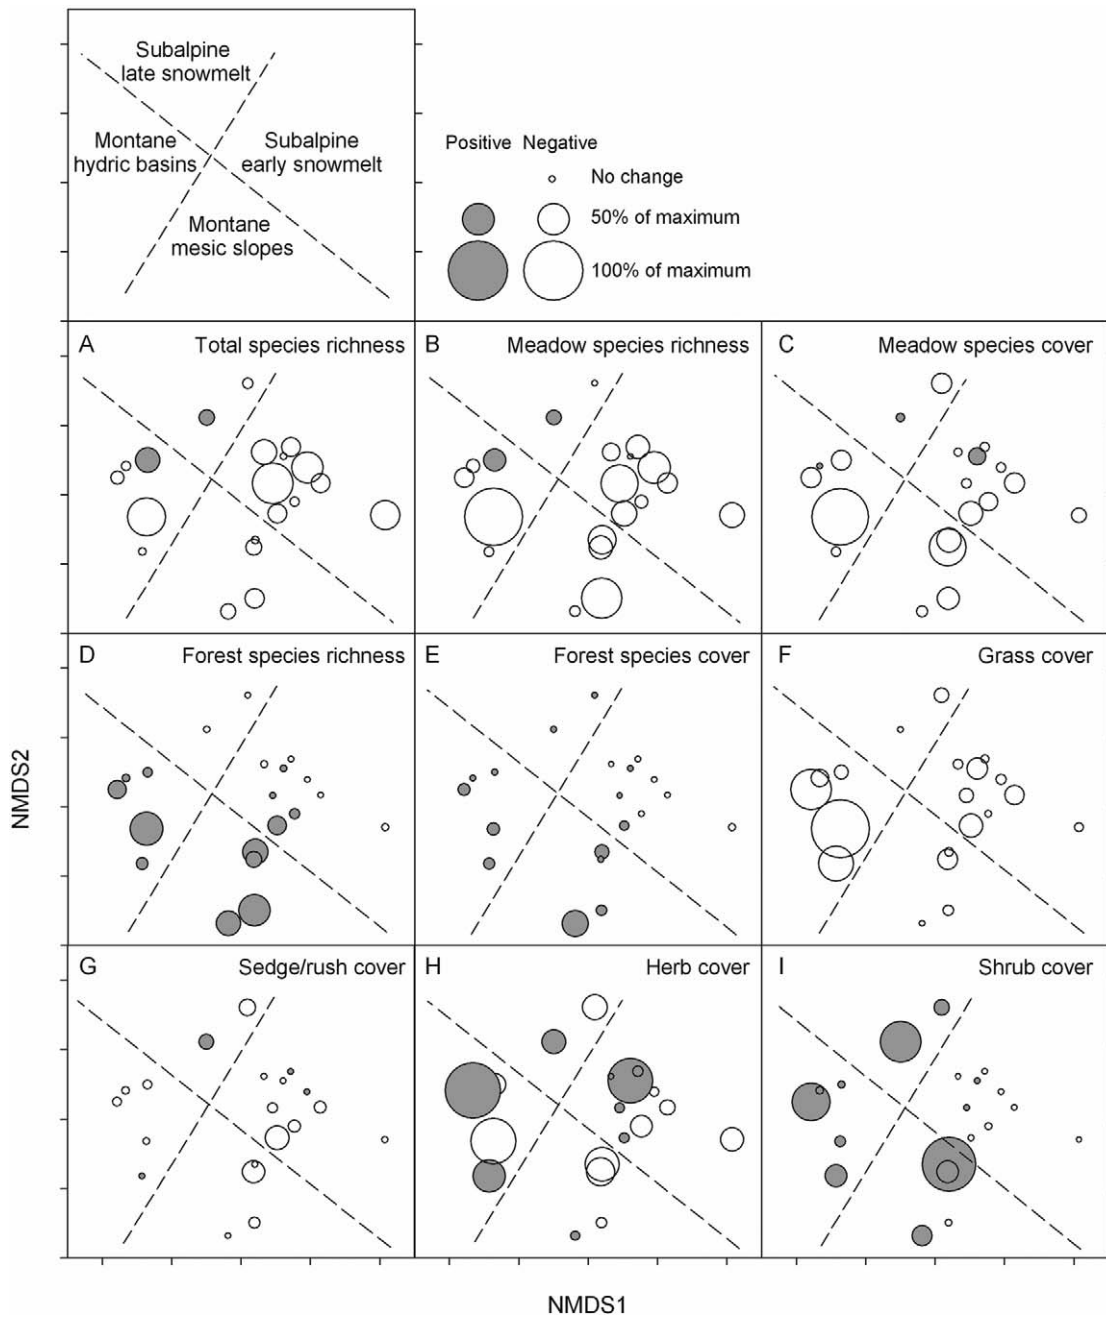 Subalpine
late snowmelt
Montane
hydric basins
Subalpine
early snowmelt
Montane
mesic slopes
Positive Negative
No change
50% of maximum
100% of maximum
A Total species richness
B Meadow species richness
C Meadow species cover
D Forest species richness
E Forest species cover
F Grass cover
G Sedge/rush cover
H Herb cover
I Shrub cover
NMDS2
NMDS1